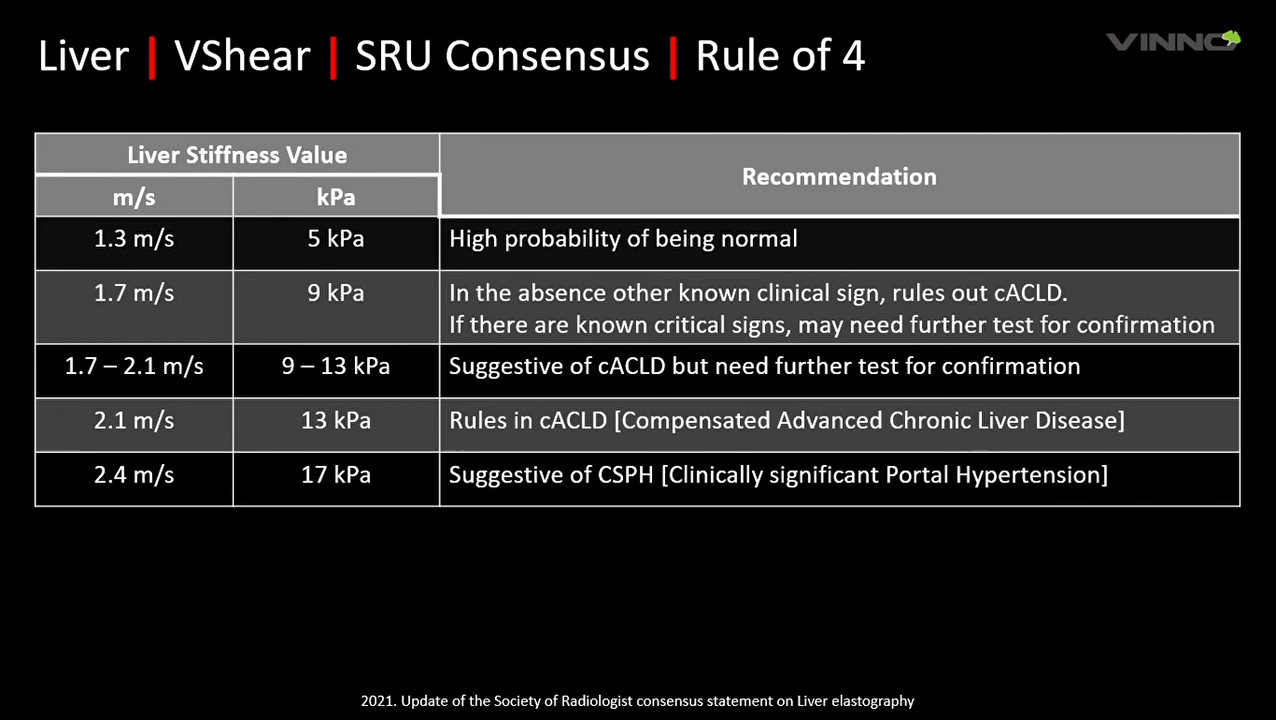 Liver | VShear | SRU Consensus | Rule of 4
VINNO
Liver Stiffness Value
Recommendation
m/s
kPa
1.3 m/s
5 kPa
High probability of being normal
1.7 m/s
9 kPa
In the absence other known clinical sign, rules out cACLD.
If there are known critical signs, may need further test for confirmation
1.7 – 2.1 m/s
9 – 13 kPa
Suggestive of cACLD but need further test for confirmation
2.1 m/s
13 kPa
Rules in cACLD [Compensated Advanced Chronic Liver Disease]
2.4 m/s
17 kPa
Suggestive of CSPH [Clinically significant Portal Hypertension]
2021. Update of the Society of Radiologist consensus statement on Liver elastography